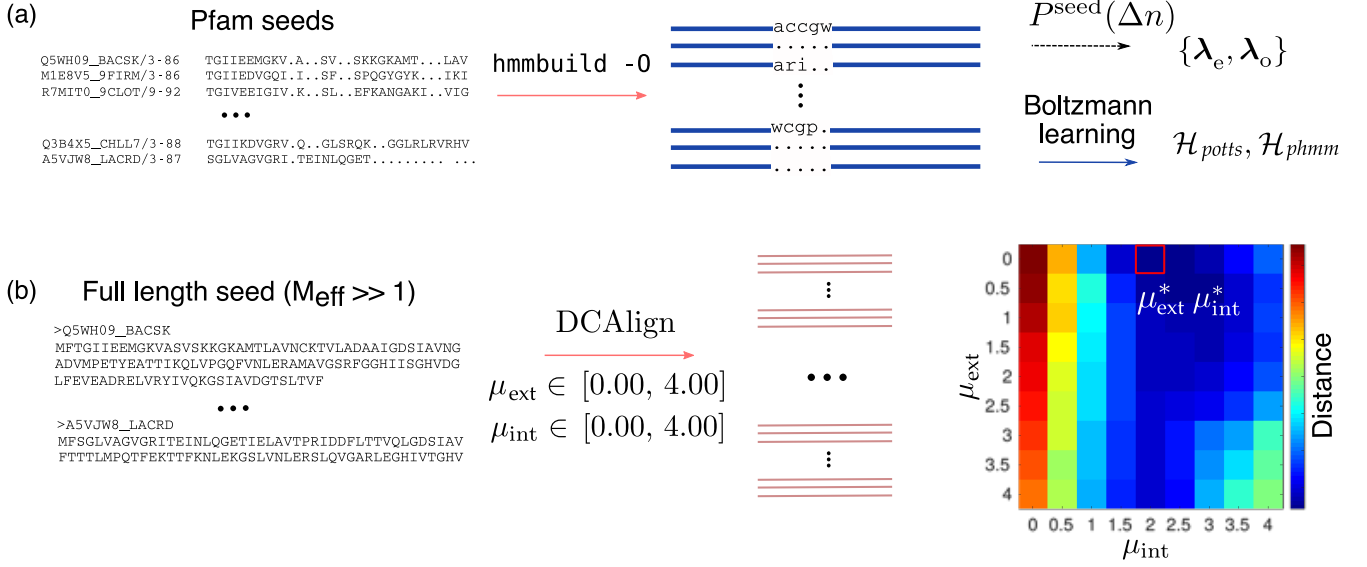 (a)
Pfam seeds
Q5WH09_BACSK/3-86 TGIIEEMGKV.A..SV..SKKGKAMT...LAV
M1E8V5_9FIRM/3-86 TGIIEDVGQI.I..SF..SPQGYGYK...IKI
R7MIT0_9CLOT/9-92 TGIVEEIGIV.K..SL..EFKANGAKI..VIG
•••
Q3B4X5_CHLL7/3-88 TGIIKDVGRV.Q..GLSRQK..GGLRLRVRHV
A5VJW8_LACRD/3-87 SGLVAGVGRI.TEINLQGET......... ...
hmmbuild -O
accgw
.....
ari..
⋮
wcgp.
.....
.....
P^seed(Δn)
{λ_e, λ_o}
Boltzmann
learning
ℋ_potts, ℋ_phmm
(b)
Full length seed (M_eff >> 1)
>Q5WH09_BACSK
MFTGIIEEMGKVASVSKKGKAMTLAVNCKTVLADAAIGDSIAVNG
ADVMPETYEATTIKQLVPGQFVNLERAMAVGSRFGGHIISGHVDG
LFEVEADRELVRYIVQKGSIAVDGTSLTVF
•••
>A5VJW8_LACRD
MFSGLVAGVGRITEINLQGETIELAVTPRIDDFLTTVQLGDSIAV
FTTTLMPQTFEKTTFKNLEKGSLVNLERSLQVGARLEGHIVTGHV
DCAlign
μ_ext ∈ [0.00, 4.00]
μ_int ∈ [0.00, 4.00]
⋮
•••
⋮
μ_ext
0
0.5
1
1.5
2
2.5
3
3.5
4
μ*_ext μ*_int
0 0.5 1 1.5 2 2.5 3 3.5 4
μ_int
Distance